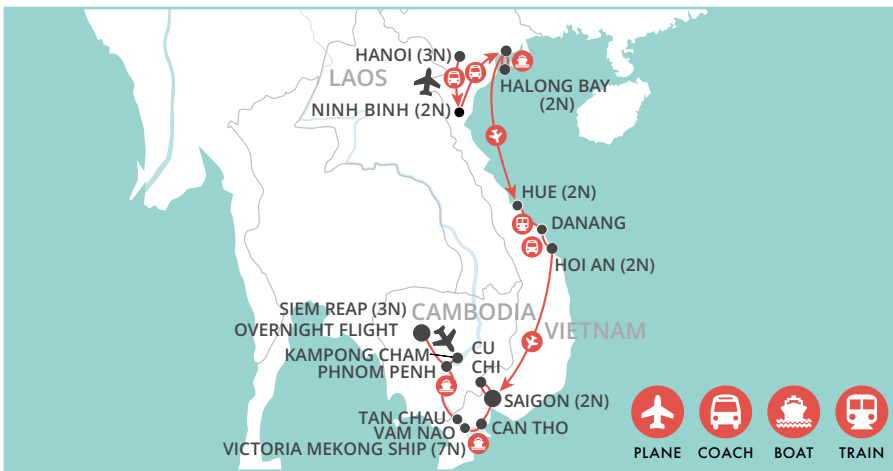 HANOI (3N)
LAOS
HALONG BAY
(2N)
NINH BINH (2N)
HUE (2N)
DANANG
HOI AN (2N)
SIEM REAP (3N)
OVERNIGHT FLIGHT
CAMBODIA
VIETNAM
KAMPONG CHAM
PHNOM PENH
CU
CHI
SAIGON (2N)
TAN CHAU
VAM NAO
CAN THO
VICTORIA MEKONG SHIP (7N)
PLANE
COACH
BOAT
TRAIN